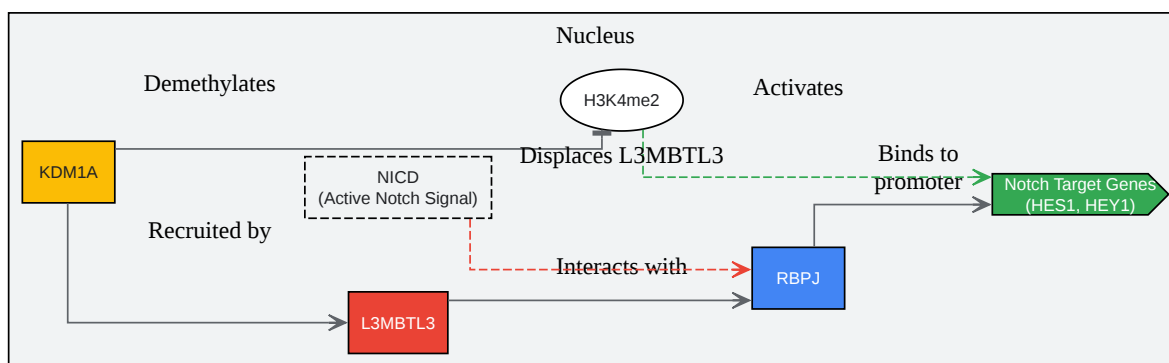 Nucleus
Demethylates
Activates
H3K4me2
Displaces L3MBTL3
Binds to
promoter
KDM1A
NICD
(Active Notch Signal)
Notch Target Genes
(HES1, HEY1)
Recruited by
Interacts with
RBPJ
L3MBTL3